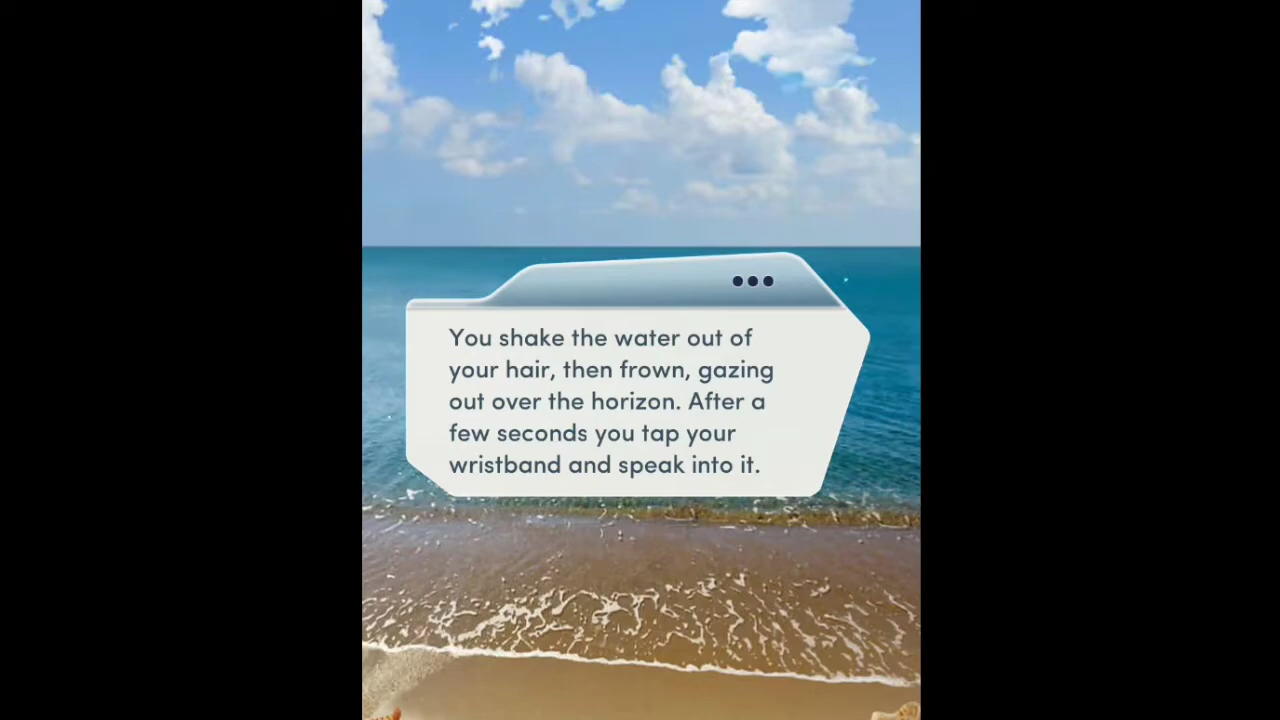 You shake the water out of
your hair, then frown, gazing
out over the horizon. After a
few seconds you tap your
wristband and speak into it.